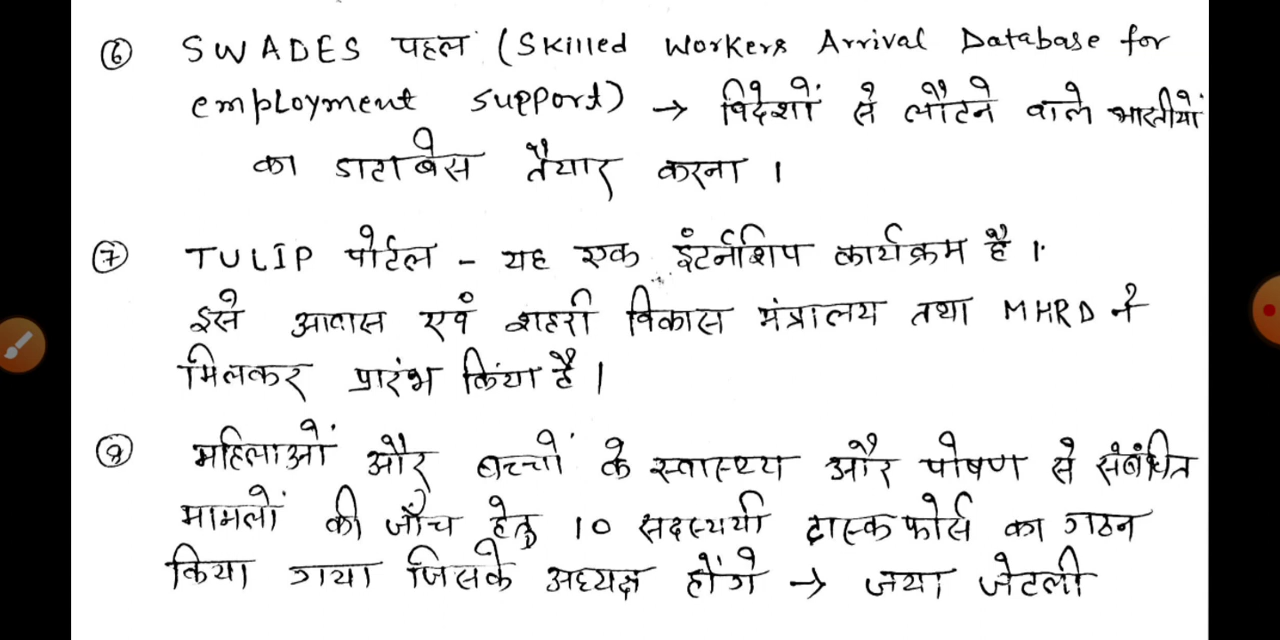 ⑥ SWADES पहल (Skilled Workers Arrival Database for
employment support) → विदेशों से लौटने वाले भारतीयों
का डाटाबेस तैयार करना ।
⑦ TULIP पोर्टल - यह एक इंटर्नशिप कार्यक्रम है ।
इसे आवास एवं शहरी विकास मंत्रालय तथा MHRD ने
मिलकर प्रारंभ किया है ।
⑧ महिलाओं और बच्चों के स्वास्थ्य और पोषण से संबंधित
मामलों की जाँच हेतु 10 सदस्यीय टास्क फोर्स का गठन
किया गया जिसके अध्यक्ष होंगे → जया जेटली